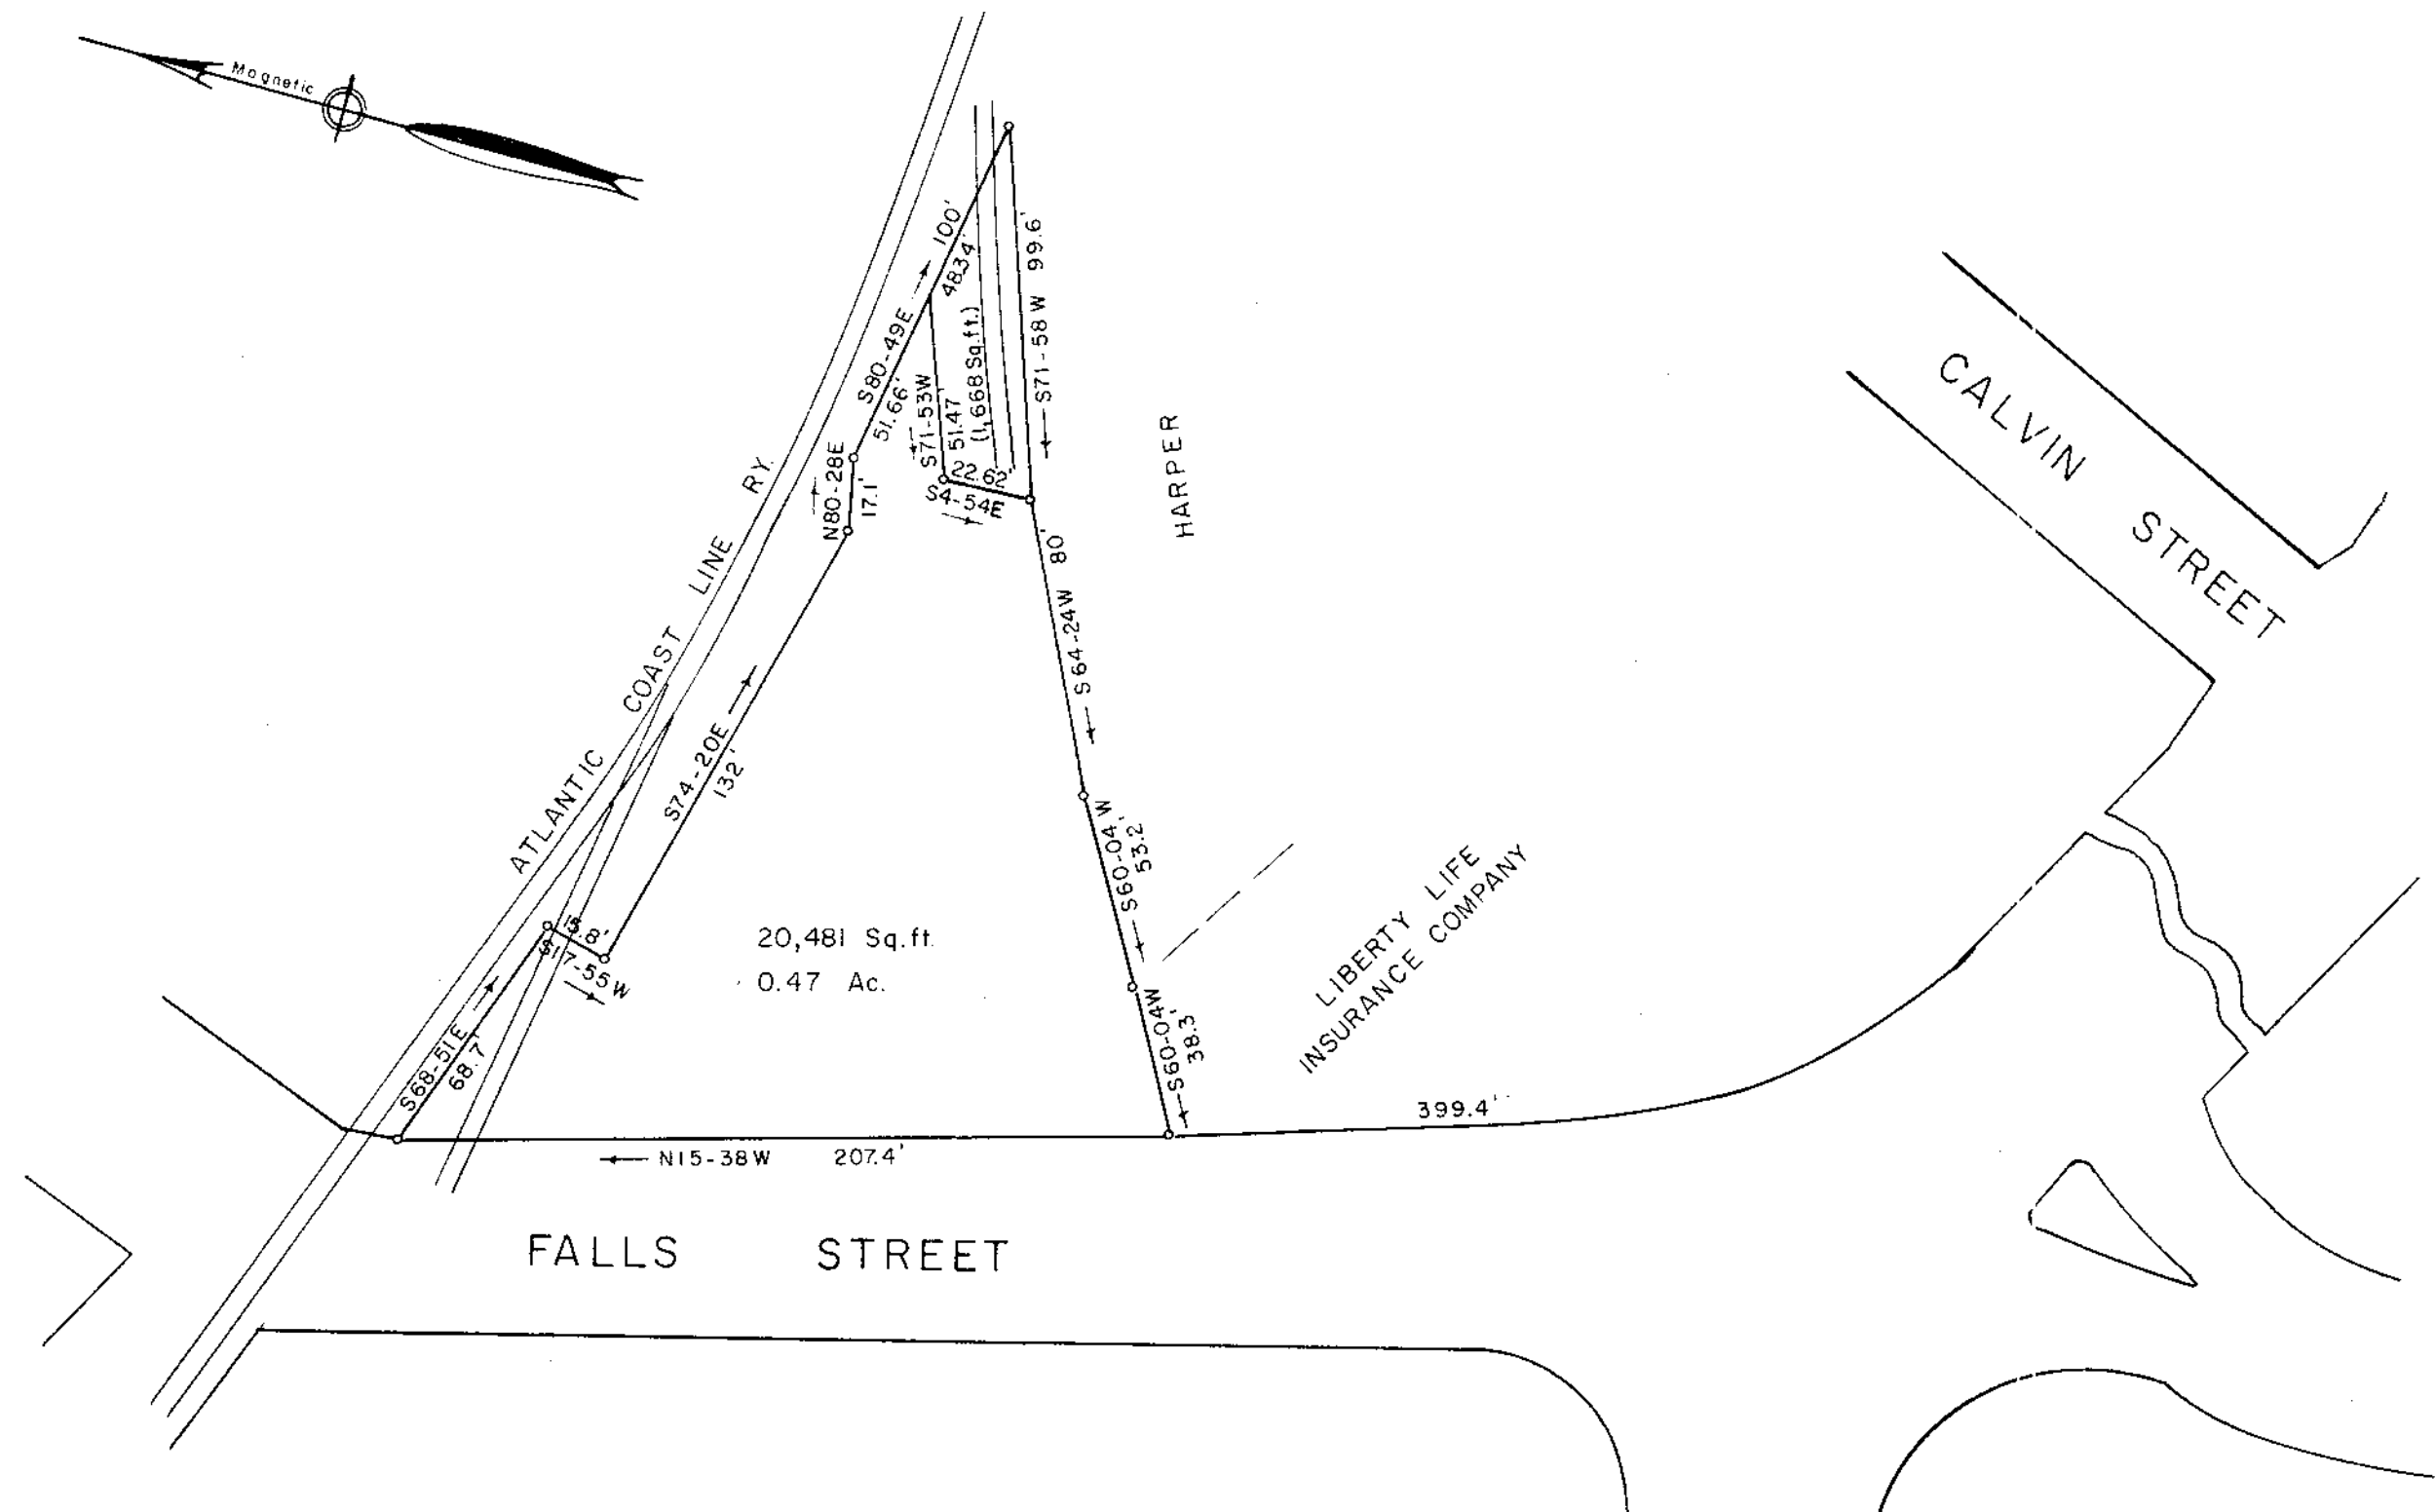 Magnetic
S80-49E 100'
48.34'
51.66'
S71-53W
51.47'
(1,668 Sq.ft.)
S71-58W 99.6'
22.62'
S4-54E
N80-28E
17.1'
HARPER
CALVIN STREET
ATLANTIC COAST LINE RY.
S64-24W 80'
S74-20E
132'
S60-04'W
53.2'
15.8'
S17-55W
20,481 Sq.ft.
0.47 Ac.
LIBERTY LIFE
INSURANCE COMPANY
S68-51E
68.7'
S60-04W
38.3'
399.4'
N15-38W 207.4'
FALLS STREET